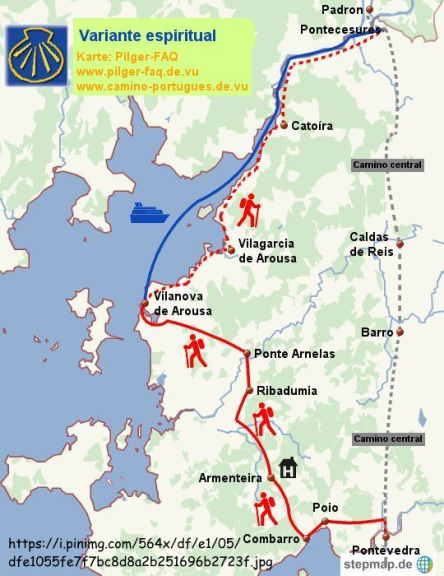 Variante espiritual
Karte: Pilger-FAQ
www.pilger-faq.de.vu
www.camino-portugues.de.vu
Padron
Pontecesures
Catoíra
Camino central
Vilagarcia
de Arousa
Caldas
de Reis
Vilanova
de Arousa
Barro
Ponte Arnelas
Ribadumia
Camino central
H
Armenteira
Poio
Combarro
Pontevedra
https://i.pinimg.com/564x/df/e1/05/
dfe1055fe7f7bc8d8a2b251696b2723f.jpg
stepmap.de